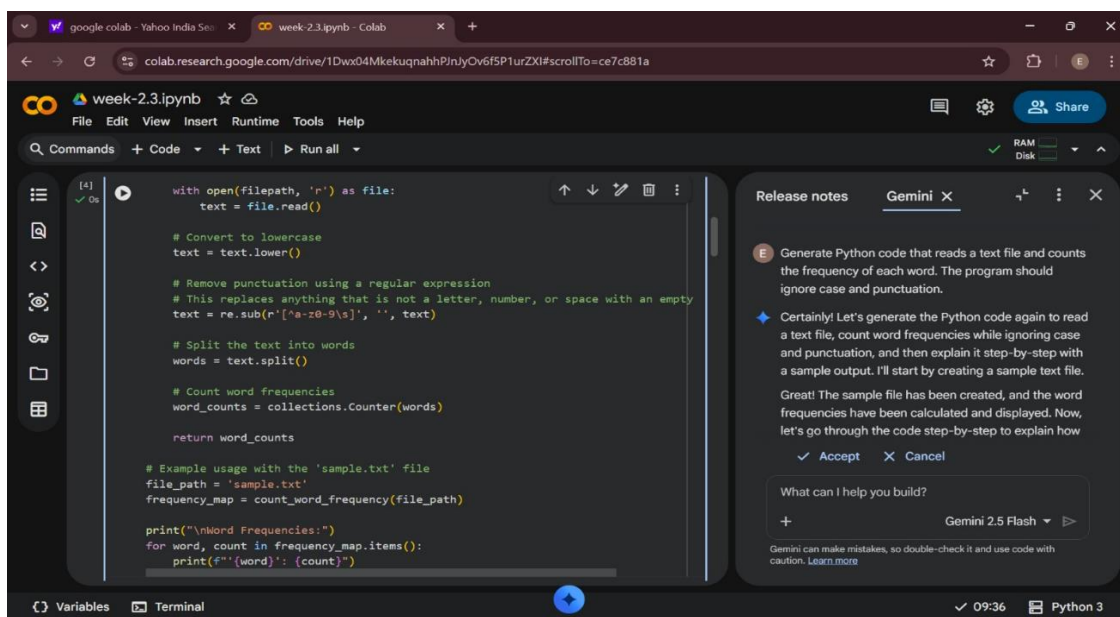 google colab - Yahoo India Sea
week-2.3.ipynb - Colab
colab.research.google.com/drive/1Dwx04MkekuqnahhPJnJyOv6f5P1urZXI#scrollTo=ce7c881a
E
week-2.3.ipynb
File Edit View Insert Runtime Tools Help
Share
Commands + Code + Text Run all
RAM
Disk
[4]
0s
with open(filepath, 'r') as file:
text = file.read()
# Convert to lowercase
text = text.lower()
# Remove punctuation using a regular expression
# This replaces anything that is not a letter, number, or space with an empty
text = re.sub(r'[^a-z0-9\s]', '', text)
# Split the text into words
words = text.split()
# Count word frequencies
word_counts = collections.Counter(words)
return word_counts
# Example usage with the 'sample.txt' file
file_path = 'sample.txt'
frequency_map = count_word_frequency(file_path)
print("\nWord Frequencies:")
for word, count in frequency_map.items():
print(f"'{word}': {count}")
Release notes Gemini
E
Generate Python code that reads a text file and counts
the frequency of each word. The program should
ignore case and punctuation.
Certainly! Let's generate the Python code again to read
a text file, count word frequencies while ignoring case
and punctuation, and then explain it step-by-step with
a sample output. I'll start by creating a sample text file.
Great! The sample file has been created, and the word
frequencies have been calculated and displayed. Now,
let's go through the code step-by-step to explain how
Accept Cancel
What can I help you build?
+ Gemini 2.5 Flash
Gemini can make mistakes, so double-check it and use code with
caution. Learn more
Variables Terminal
09:36 Python 3